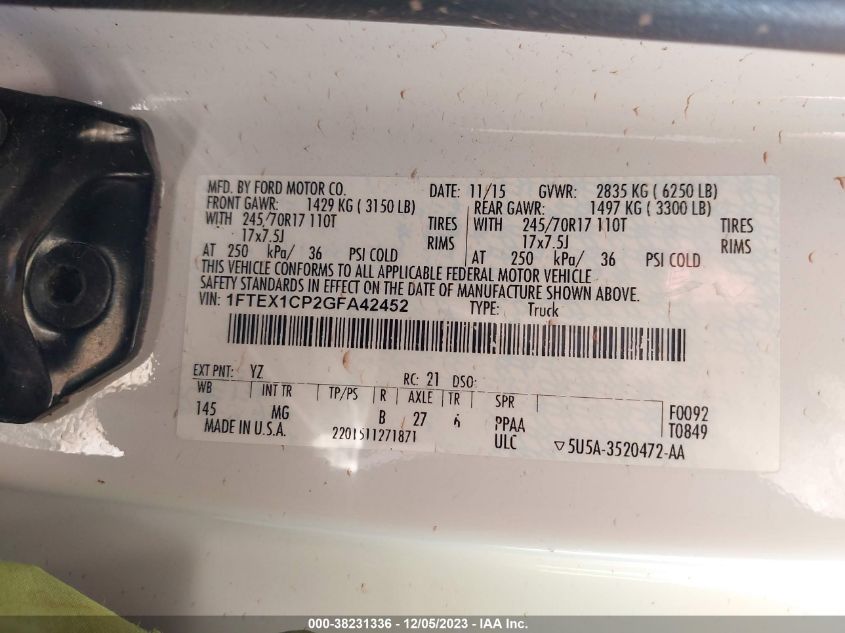 MFD. BY FORD MOTOR CO. DATE: 11/15 GVWR: 2835 KG ( 6250 LB)
FRONT GAWR: 1429 KG ( 3150 LB) REAR GAWR: 1497 KG ( 3300 LB)
WITH 245/70R17 110T TIRES WITH 245/70R17 110T TIRES
17x7.5J RIMS 17x7.5J RIMS
AT 250 kPa/ 36 PSI COLD AT 250 kPa/ 36 PSI COLD
THIS VEHICLE CONFORMS TO ALL APPLICABLE FEDERAL MOTOR VEHICLE
SAFETY STANDARDS IN EFFECT ON THE DATE OF MANUFACTURE SHOWN ABOVE.
VIN: 1FTEX1CP2GFA42452 TYPE: Truck
EXT PNT: YZ RC: 21 DSO:
WB INT TR TP/PS R AXLE TR SPR
145 MG B 27 6 PPAA F0092
MADE IN U.S.A. 2201511271871 ULC T0849
▽5U5A-3520472-AA
000-38231336 - 12/05/2023 - IAA Inc.